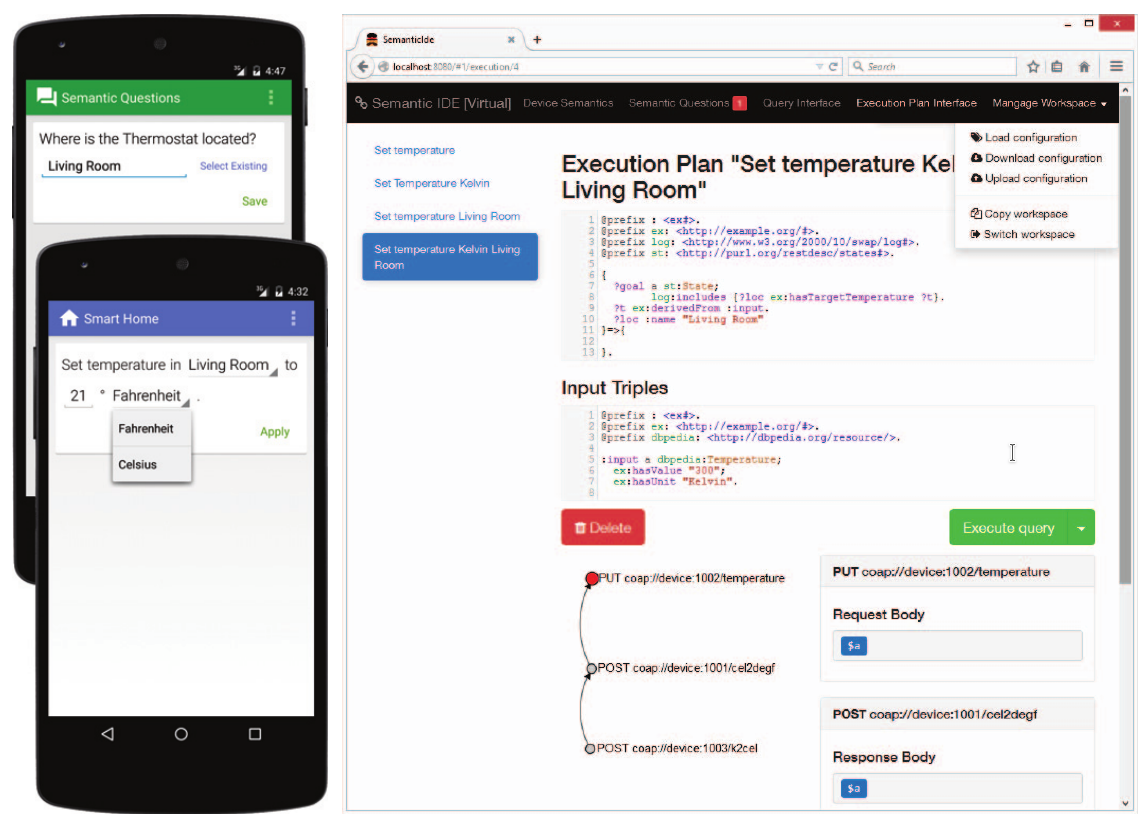 3G 4:47
Semantic Questions
Where is the Thermostat located?
Living Room Select Existing
Save
3G 4:32
Smart Home
Set temperature in Living Room to
21 ° Fahrenheit .
Fahrenheit
Celsius
Apply
SemanticIde
localhost:8080/#1/execution/4
Search
Semantic IDE [Virtual] Device Semantics Semantic Questions 1 Query Interface Execution Plan Interface Mangage Workspace
Load configuration
Download configuration
Upload configuration
Copy workspace
Switch workspace
Set temperature
Set Temperature Kelvin
Set temperature Living Room
Set temperature Kelvin Living
Room
Execution Plan "Set temperature Kel
Living Room"
1 @prefix : <ex#>.
2 @prefix ex: <http://example.org/#>.
3 @prefix log: <http://www.w3.org/2000/10/swap/log#>.
4 @prefix st: <http://purl.org/restdesc/states#>.
5
6 {
7 ?goal a st:State;
8 log:includes {?loc ex:hasTargetTemperature ?t}.
9 ?t ex:derivedFrom :input.
10 ?loc :name "Living Room"
11 }=>{
12
13 }.
Input Triples
1 @prefix : <ex#>.
2 @prefix ex: <http://example.org/#>.
3 @prefix dbpedia: <http://dbpedia.org/resource/>.
4
5 :input a dbpedia:Temperature;
6 ex:hasValue "300";
7 ex:hasUnit "Kelvin".
8
Delete
Execute query
PUT coap://device:1002/temperature
POST coap://device:1001/cel2degf
POST coap://device:1003/k2cel
PUT coap://device:1002/temperature
Request Body
$a
POST coap://device:1001/cel2degf
Response Body
$a